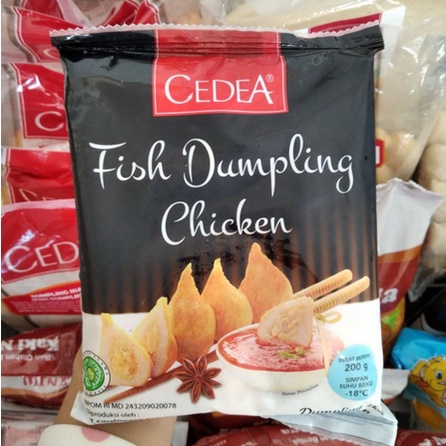 CEDEA®
Fish Dumpling
Chicken
BERAT BERSIH
200 g
SIMPAN
SUHU BEKU
-18°C
Saran Penyajian
BPOM RI MD 243209020078
Diproduksi oleh :
Dumpling
CEDEA